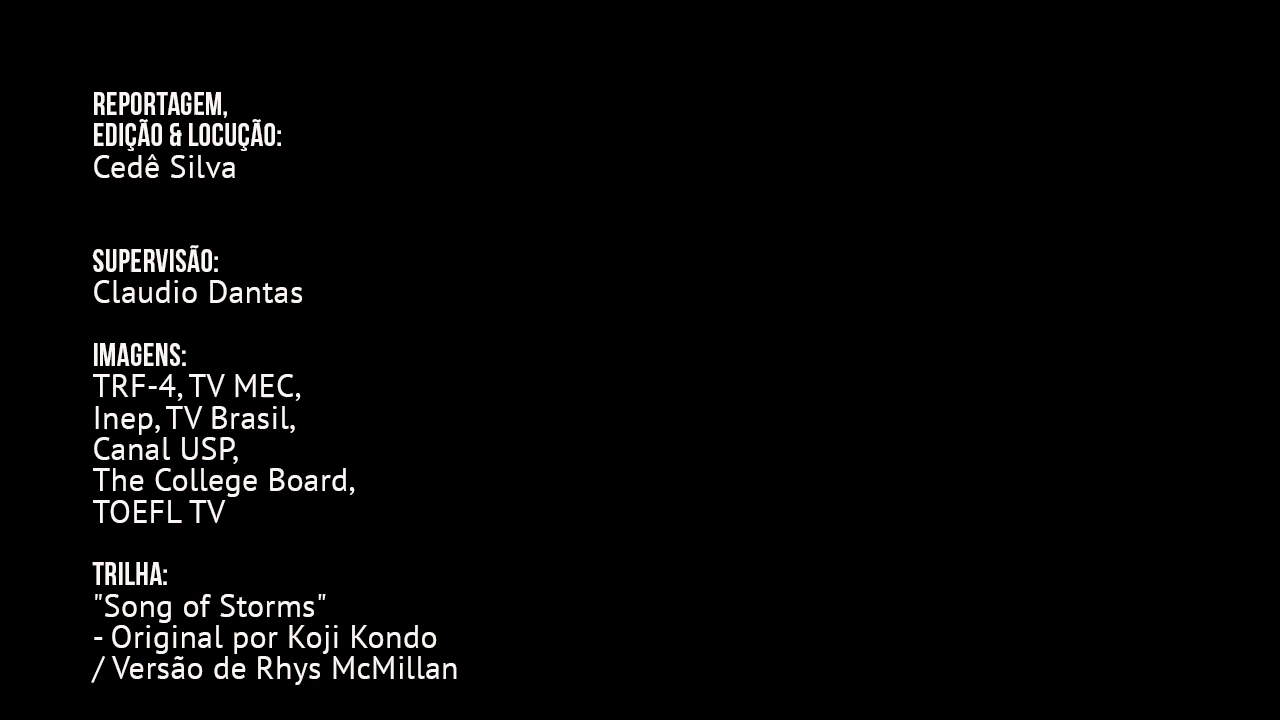 REPORTAGEM,
EDIÇÃO & LOCUÇÃO:
Cedê Silva
SUPERVISÃO:
Claudio Dantas
IMAGENS:
TRF-4, TV MEC,
Inep, TV Brasil,
Canal USP,
The College Board,
TOEFL TV
TRILHA:
"Song of Storms"
- Original por Koji Kondo
/ Versão de Rhys McMillan